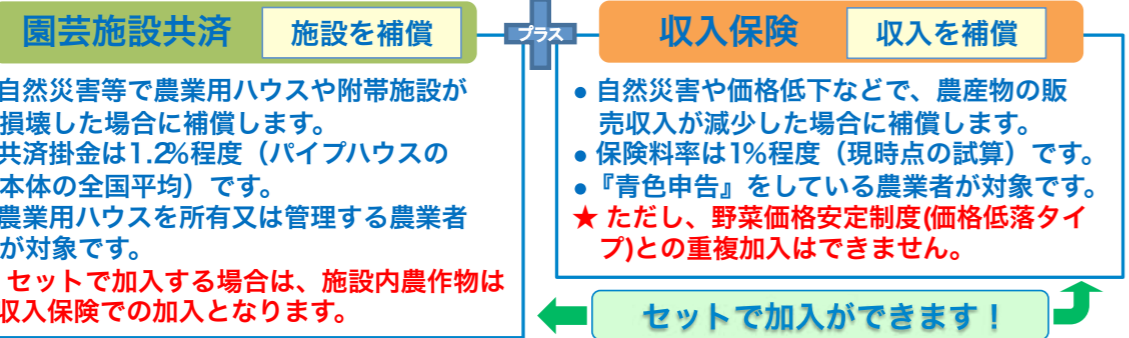 園芸施設共済 施設を補償
プラス
収入保険 収入を補償
自然災害等で農業用ハウスや附帯施設が
損壊した場合に補償します。
共済掛金は1.2%程度（パイプハウスの
本体の全国平均）です。
農業用ハウスを所有又は管理する農業者
が対象です。
セットで加入する場合は、施設内農作物は
収入保険での加入となります。
● 自然災害や価格低下などで、農産物の販
売収入が減少した場合に補償します。
● 保険料率は1%程度（現時点の試算）です。
●『青色申告』をしている農業者が対象です。
★ ただし、野菜価格安定制度(価格低落タイ
プ)との重複加入はできません。
セットで加入ができます！